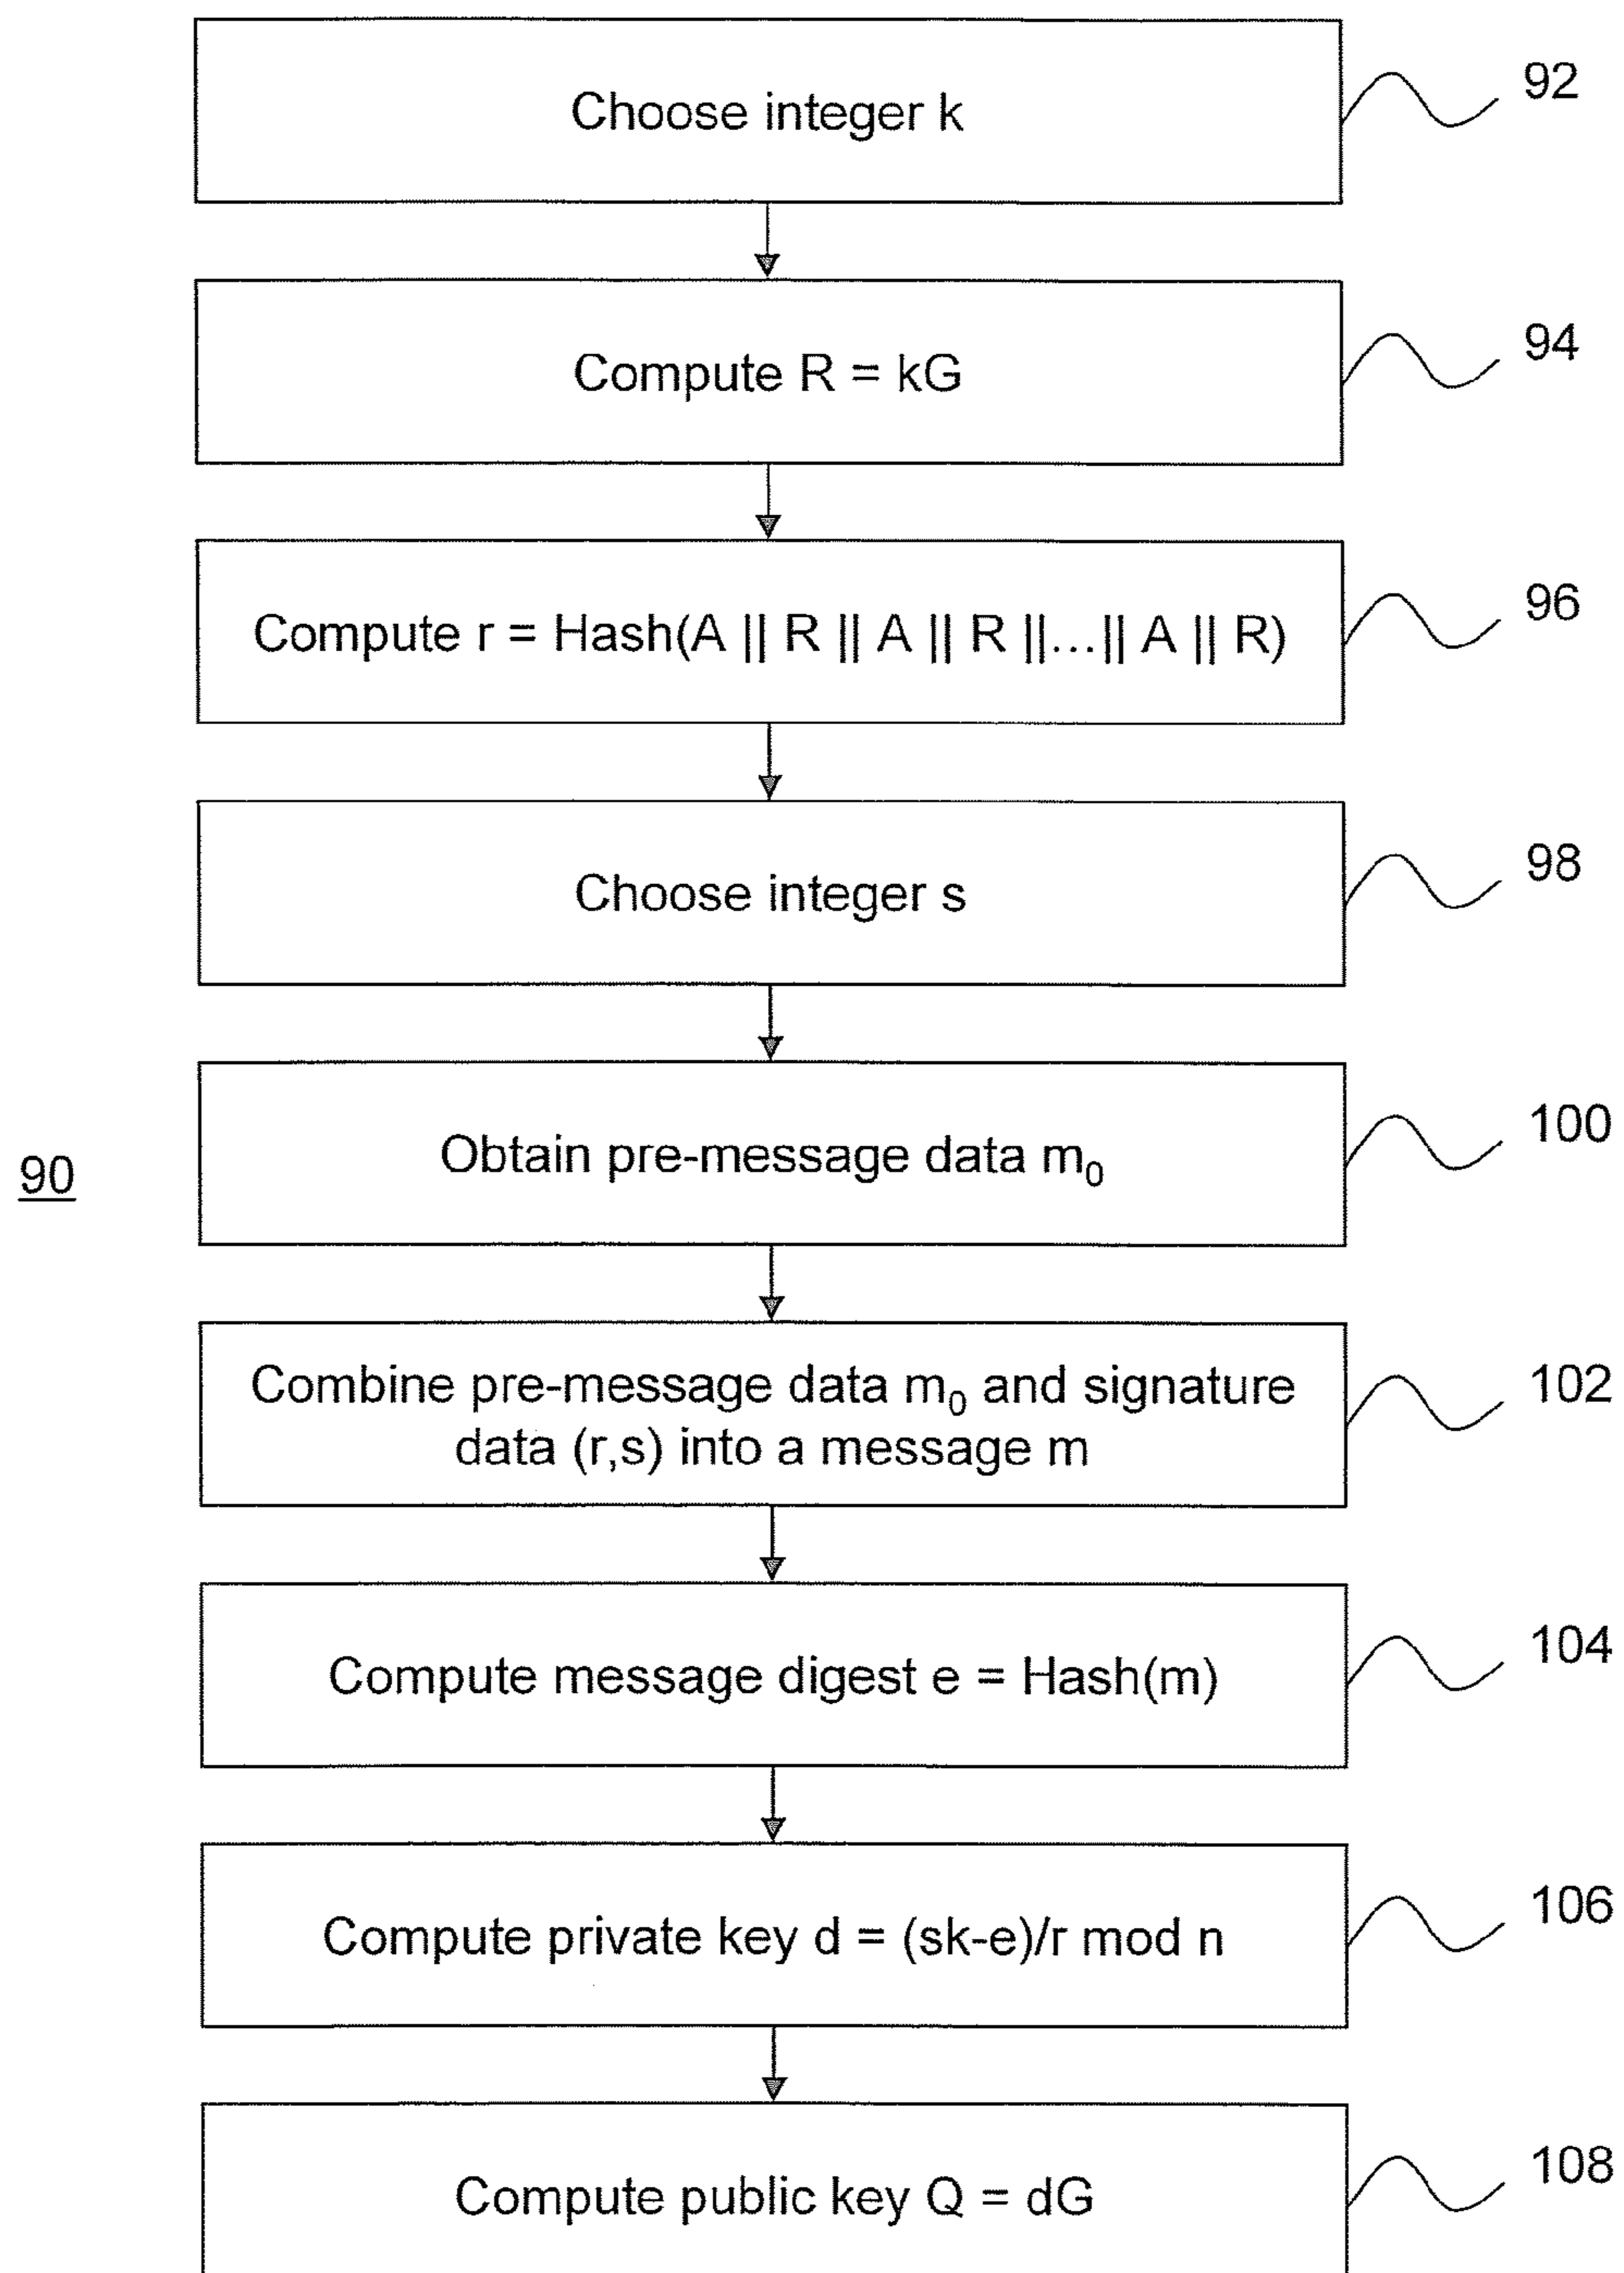 Choose integer k
92
Compute R = kG
94
Compute r = Hash(A || R || A || R ||...|| A || R)
96
Choose integer s
98
Obtain pre-message data m₀
100
90
Combine pre-message data m₀ and signature
data (r,s) into a message m
102
Compute message digest e = Hash(m)
104
Compute private key d = (sk-e)/r mod n
106
Compute public key Q = dG
108